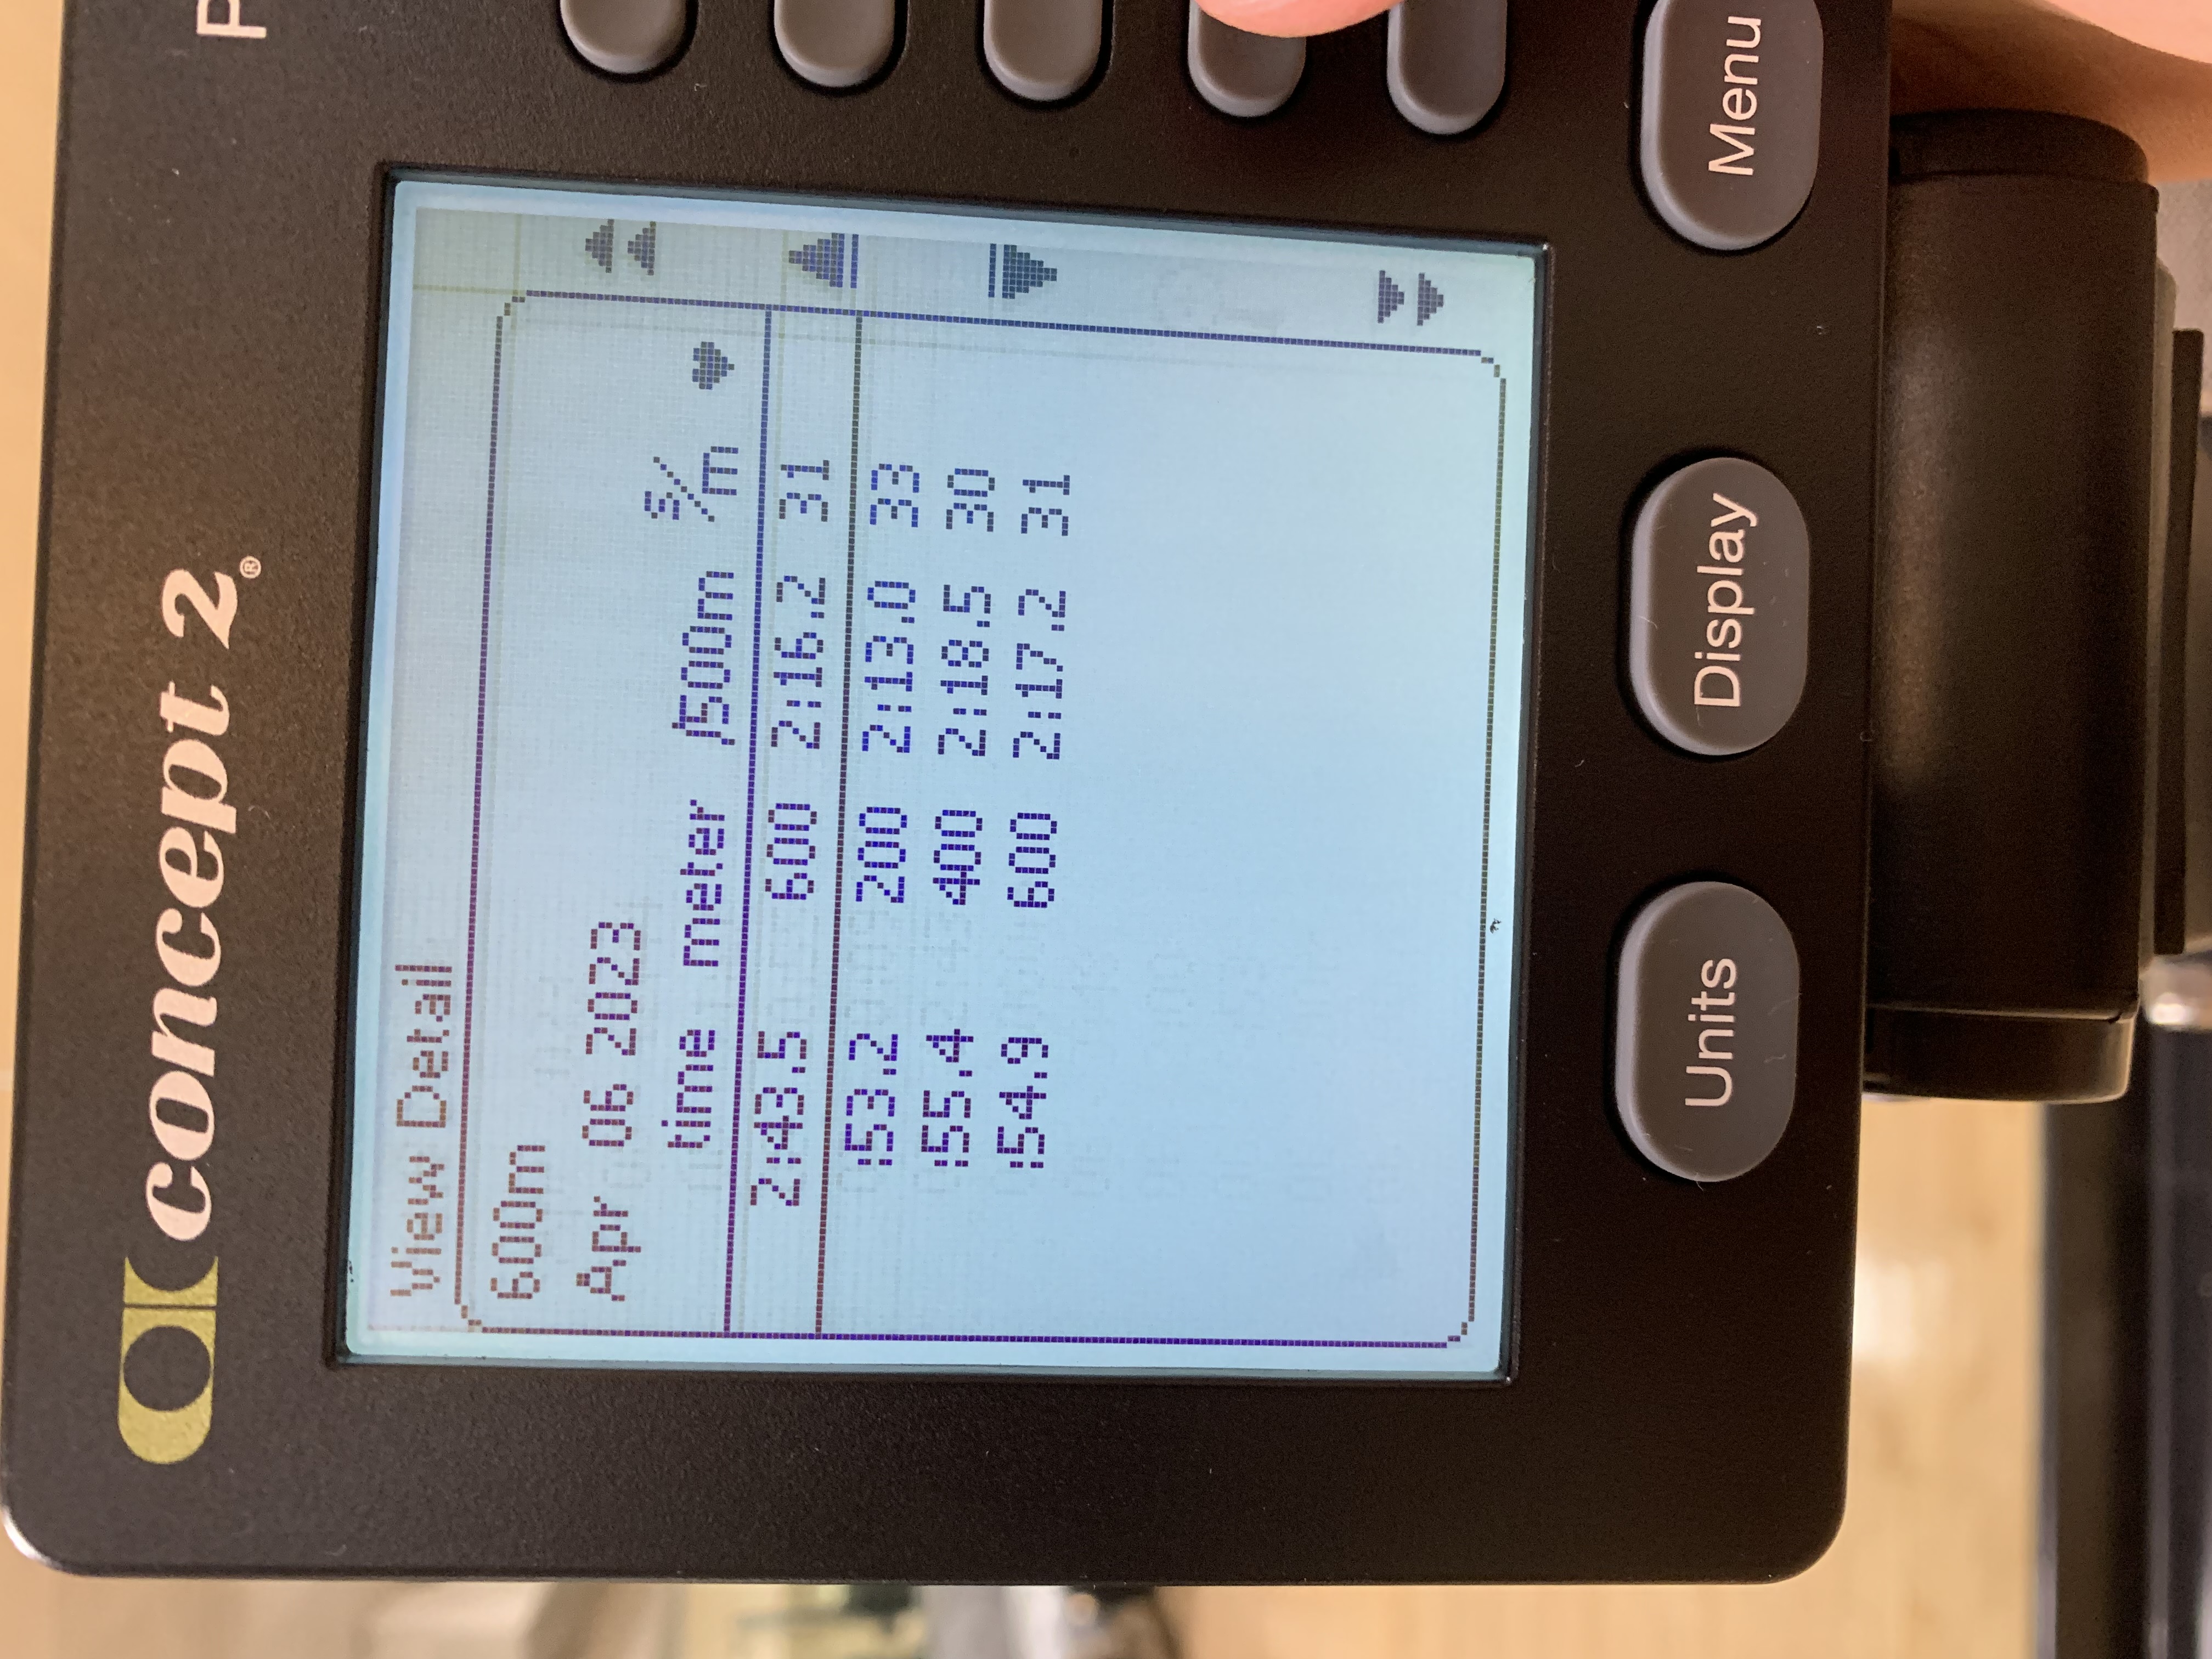 concept 2®
P
View Detail
600m
Apr 06 2023
time meter /500m s/m ♥
2:43.5 600 2:16.2 31
:53.2 200 2:13.0 33
:55.4 400 2:18.5 30
:54.9 600 2:17.2 31
Units Display Menu